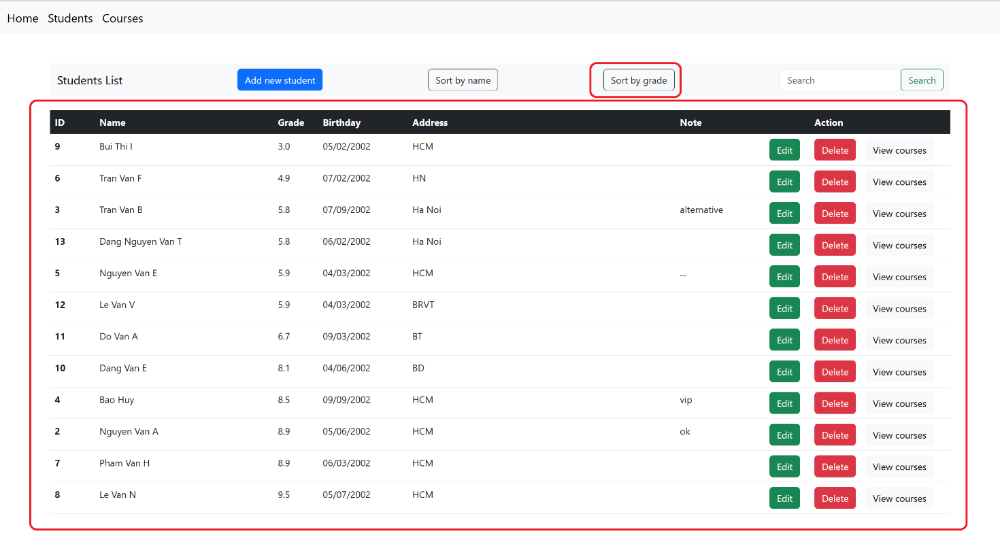 Home Students Courses
Students List Add new student Sort by name Sort by grade Search Search
ID Name Grade Birthday Address Note Action
9 Bui Thi I 3.0 05/02/2002 HCM Edit Delete View courses
6 Tran Van F 4.9 07/02/2002 HN Edit Delete View courses
3 Tran Van B 5.8 07/09/2002 Ha Noi alternative Edit Delete View courses
13 Dang Nguyen Van T 5.8 06/02/2002 Ha Noi Edit Delete View courses
5 Nguyen Van E 5.9 04/03/2002 HCM ... Edit Delete View courses
12 Le Van V 5.9 04/03/2002 BRVT Edit Delete View courses
11 Do Van A 6.7 09/03/2002 BT Edit Delete View courses
10 Dang Van E 8.1 04/06/2002 BD Edit Delete View courses
4 Bao Huy 8.5 09/09/2002 HCM vip Edit Delete View courses
2 Nguyen Van A 8.9 05/06/2002 HCM ok Edit Delete View courses
7 Pham Van H 8.9 06/03/2002 HCM Edit Delete View courses
8 Le Van N 9.5 05/07/2002 HCM Edit Delete View courses